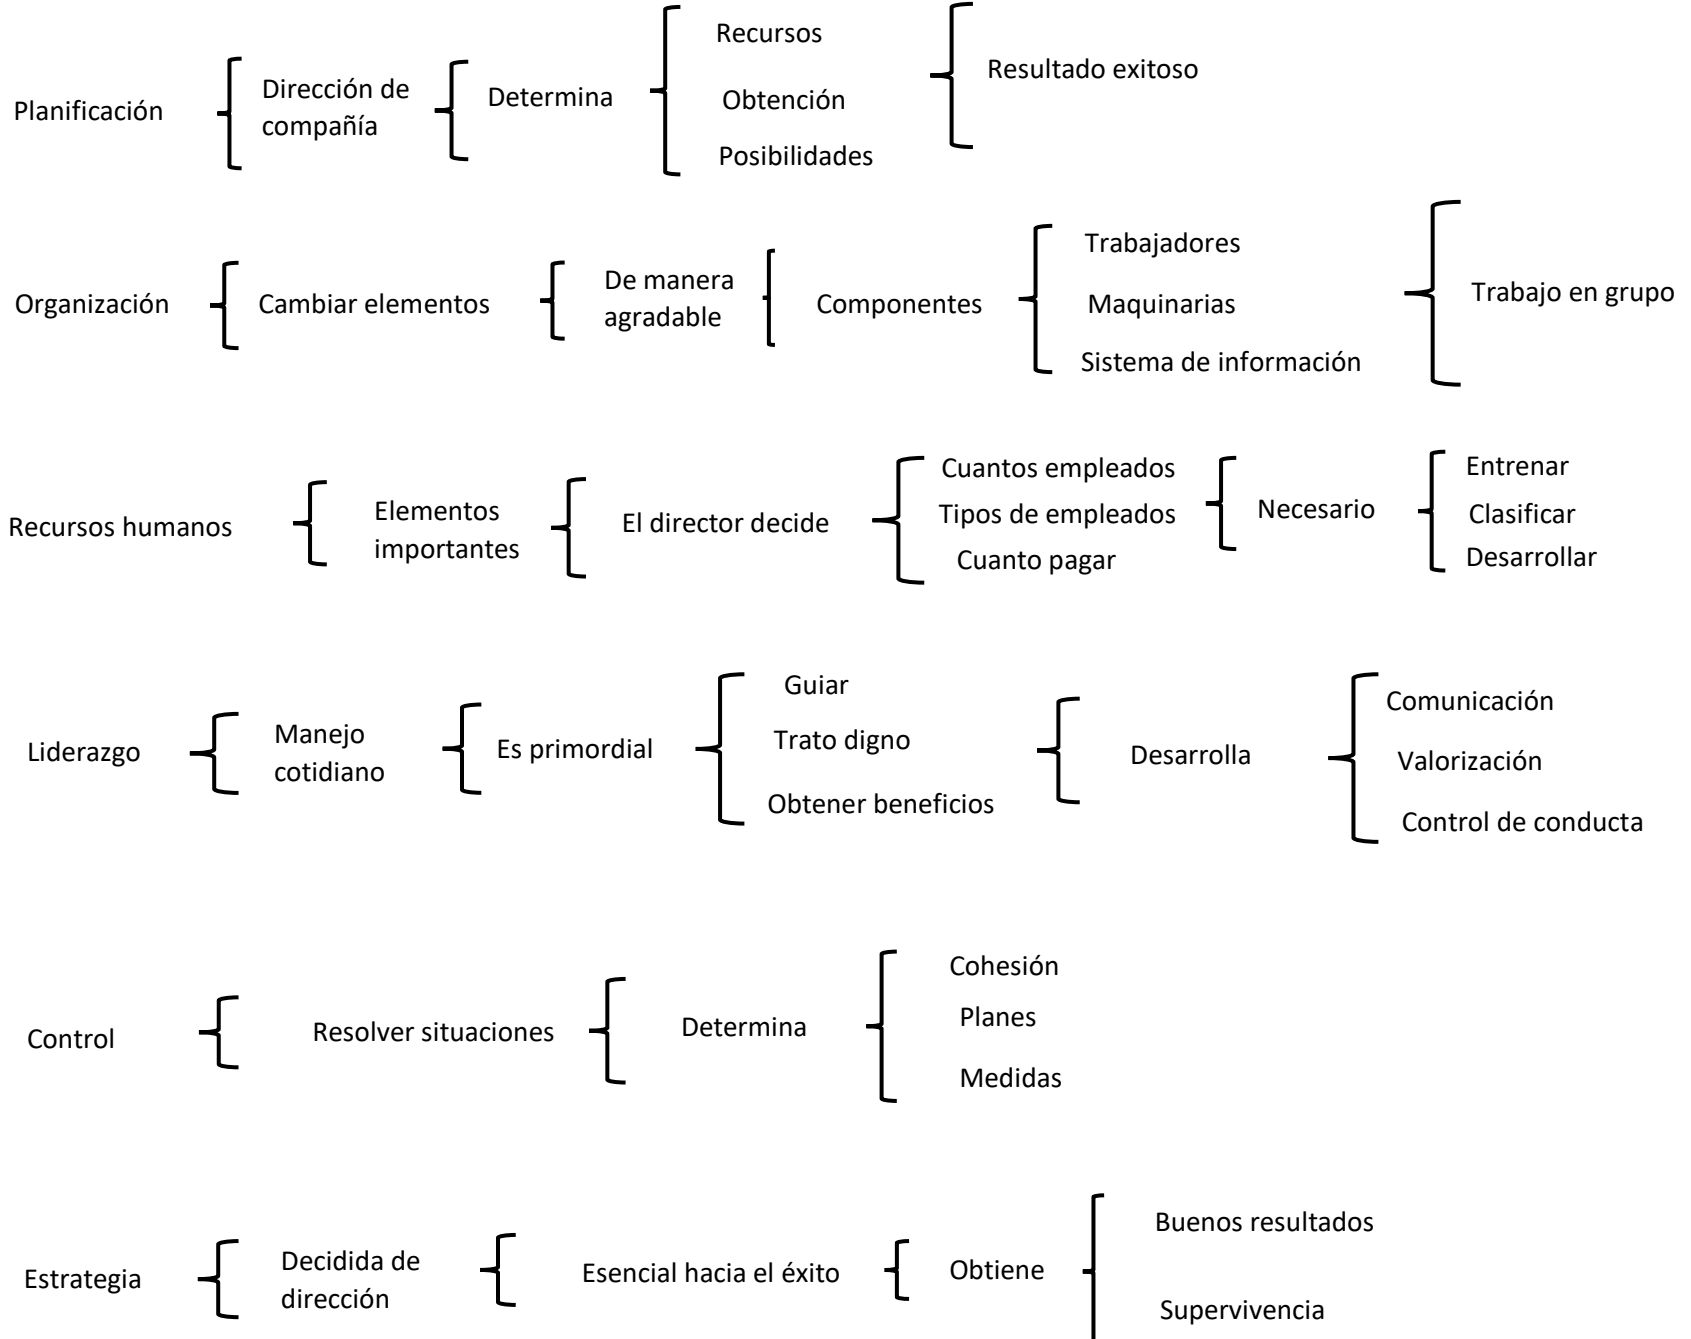 Planificación
Dirección de
compañía
Determina
Recursos
Obtención
Posibilidades
Resultado exitoso
Organización
Cambiar elementos
De manera
agradable
Componentes
Trabajadores
Maquinarias
Sistema de información
Trabajo en grupo
Recursos humanos
Elementos
importantes
El director decide
Cuantos empleados
Tipos de empleados
Cuanto pagar
Necesario
Entrenar
Clasificar
Desarrollar
Liderazgo
Manejo
cotidiano
Es primordial
Guiar
Trato digno
Obtener beneficios
Desarrolla
Comunicación
Valorización
Control de conducta
Control
Resolver situaciones
Determina
Cohesión
Planes
Medidas
Estrategia
Decidida de
dirección
Esencial hacia el éxito
Obtiene
Buenos resultados
Supervivencia